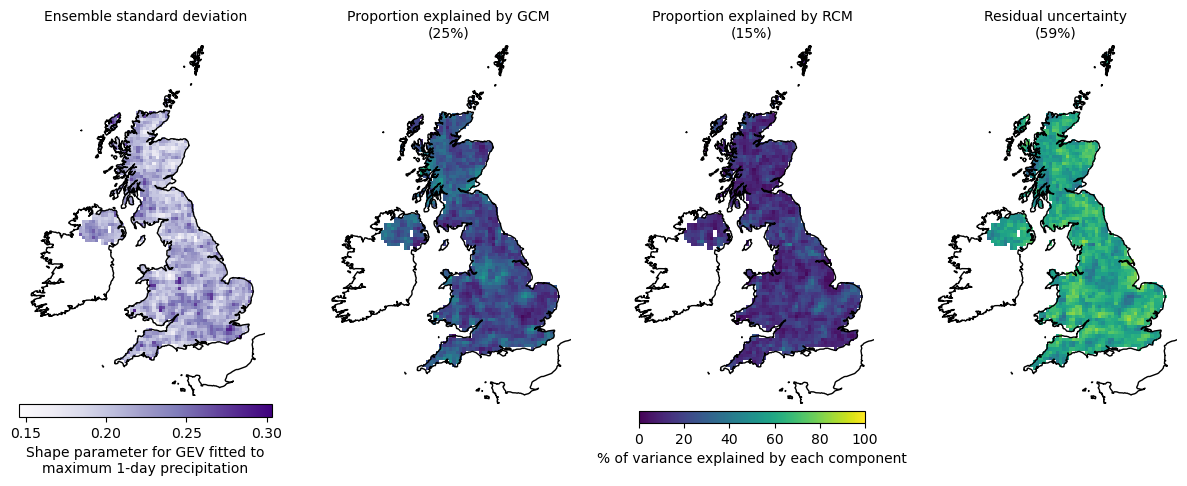 Ensemble standard deviation
Proportion explained by GCM
(25%)
Proportion explained by RCM
(15%)
Residual uncertainty
(59%)
0.15 0.20 0.25 0.30
Shape parameter for GEV fitted to
maximum 1-day precipitation
0 20 40 60 80 100
% of variance explained by each component